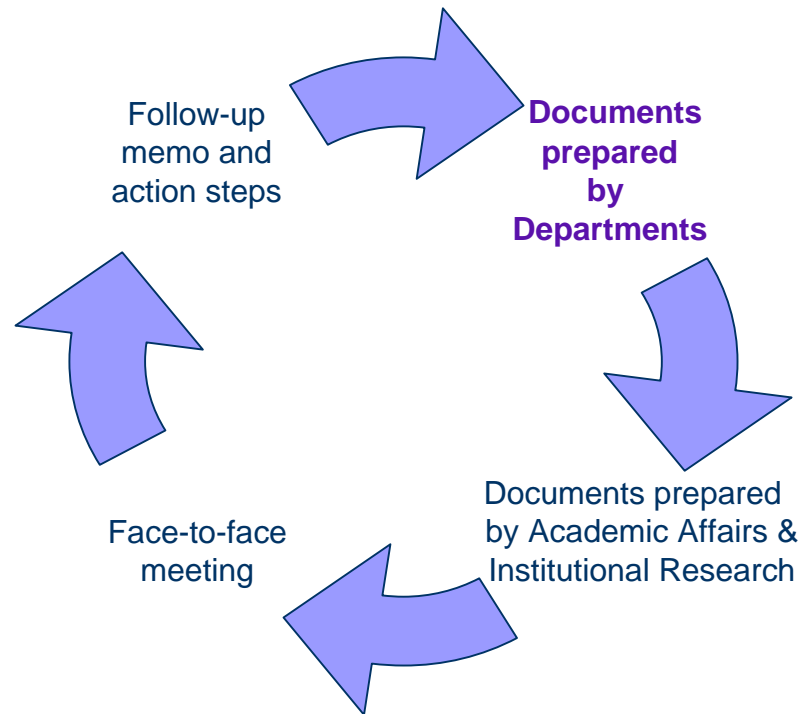 Follow-up
memo and
action steps
Documents
prepared
by
Departments
Documents prepared
by Academic Affairs &
Institutional Research
Face-to-face
meeting